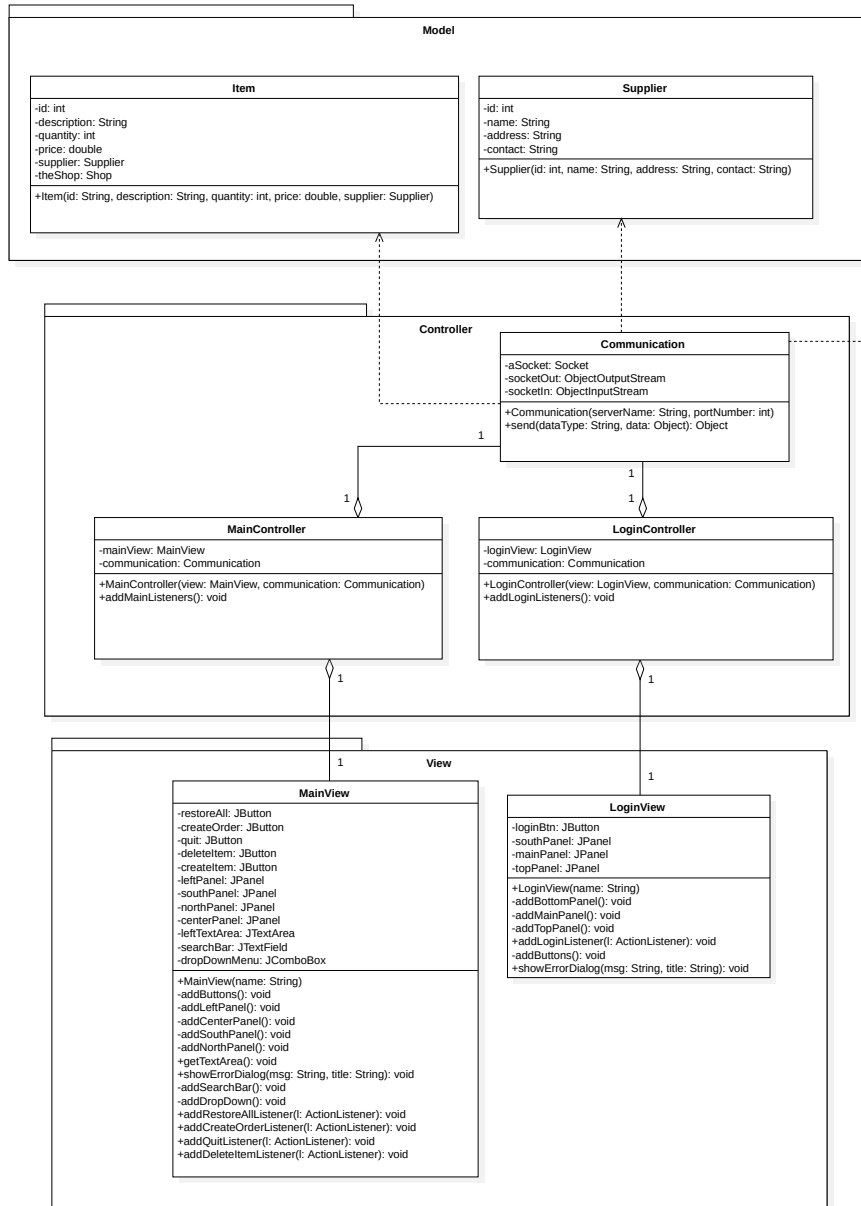 Model
Item
-id: int
-description: String
-quantity: int
-price: double
-supplier: Supplier
-theShop: Shop
+Item(id: String, description: String, quantity: int, price: double, supplier: Supplier)
Supplier
-id: int
-name: String
-address: String
-contact: String
+Supplier(id: int, name: String, address: String, contact: String)
Controller
Communication
-aSocket: Socket
-socketOut: ObjectOutputStream
-socketIn: ObjectInputStream
+Communication(serverName: String, portNumber: int)
+send(dataType: String, data: Object): Object
1
1
1
1
MainController
-mainView: MainView
-communication: Communication
+MainController(view: MainView, communication: Communication)
+addMainListeners(): void
LoginController
-loginView: LoginView
-communication: Communication
+LoginController(view: LoginView, communication: Communication)
+addLoginListeners(): void
1
1
View
1
1
MainView
-restoreAll: JButton
-createOrder: JButton
-quit: JButton
-deleteItem: JButton
-createItem: JButton
-leftPanel: JPanel
-southPanel: JPanel
-northPanel: JPanel
-centerPanel: JPanel
-leftTextArea: JTextArea
-searchBar: JTextField
-dropDownMenu: JComboBox
+MainView(name: String)
-addButtons(): void
-addLeftPanel(): void
-addCenterPanel(): void
-addSouthPanel(): void
-addNorthPanel(): void
+getTextArea(): void
+showErrorDialog(msg: String, title: String): void
-addSearchBar(): void
-addDropDown(): void
+addRestoreAllListener(l: ActionListener): void
+addCreateOrderListener(l: ActionListener): void
+addQuitListener(l: ActionListener): void
+addDeleteItemListener(l: ActionListener): void
LoginView
-loginBtn: JButton
-southPanel: JPanel
-mainPanel: JPanel
-topPanel: JPanel
+LoginView(name: String)
-addBottomPanel(): void
-addMainPanel(): void
-addTopPanel(): void
+addLoginListener(l: ActionListener): void
-addButtons(): void
+showErrorDialog(msg: String, title: String): void